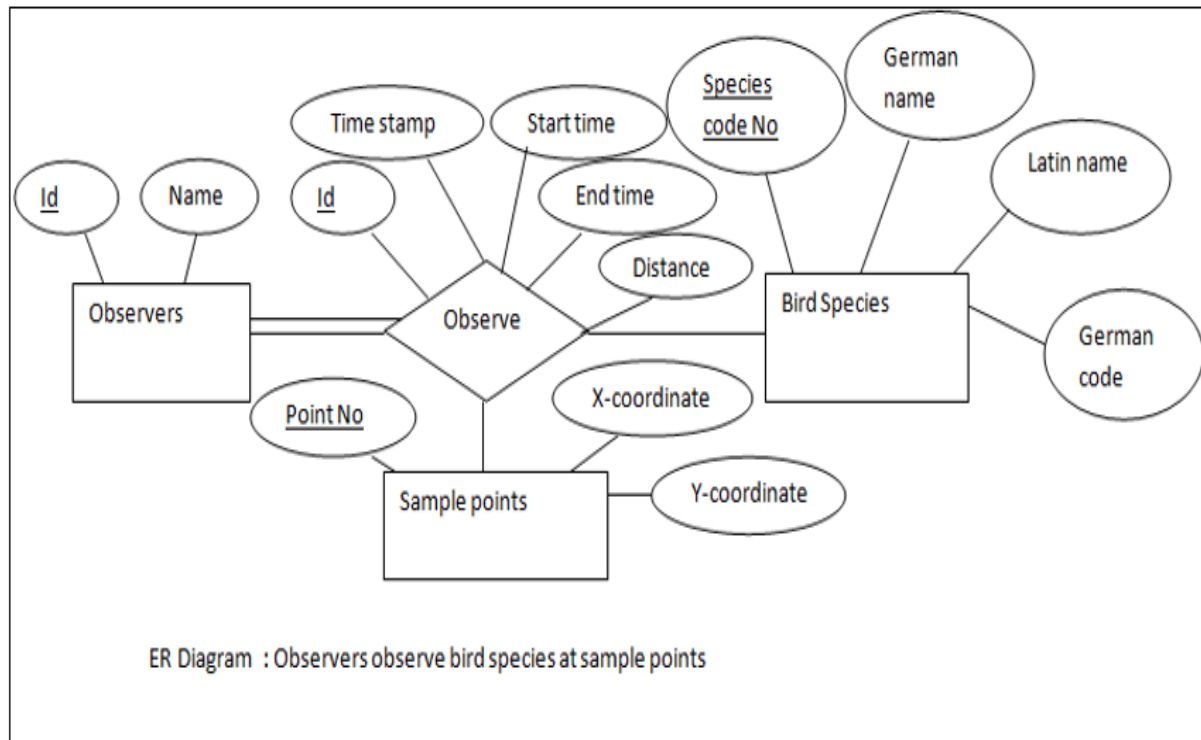 Species
code No
German
name
Time stamp
Start time
Latin name
Id
Name
Id
End time
Distance
Observers
Observe
Bird Species
German
code
Point No
X-coordinate
Sample points
Y-coordinate
ER Diagram : Observers observe bird species at sample points